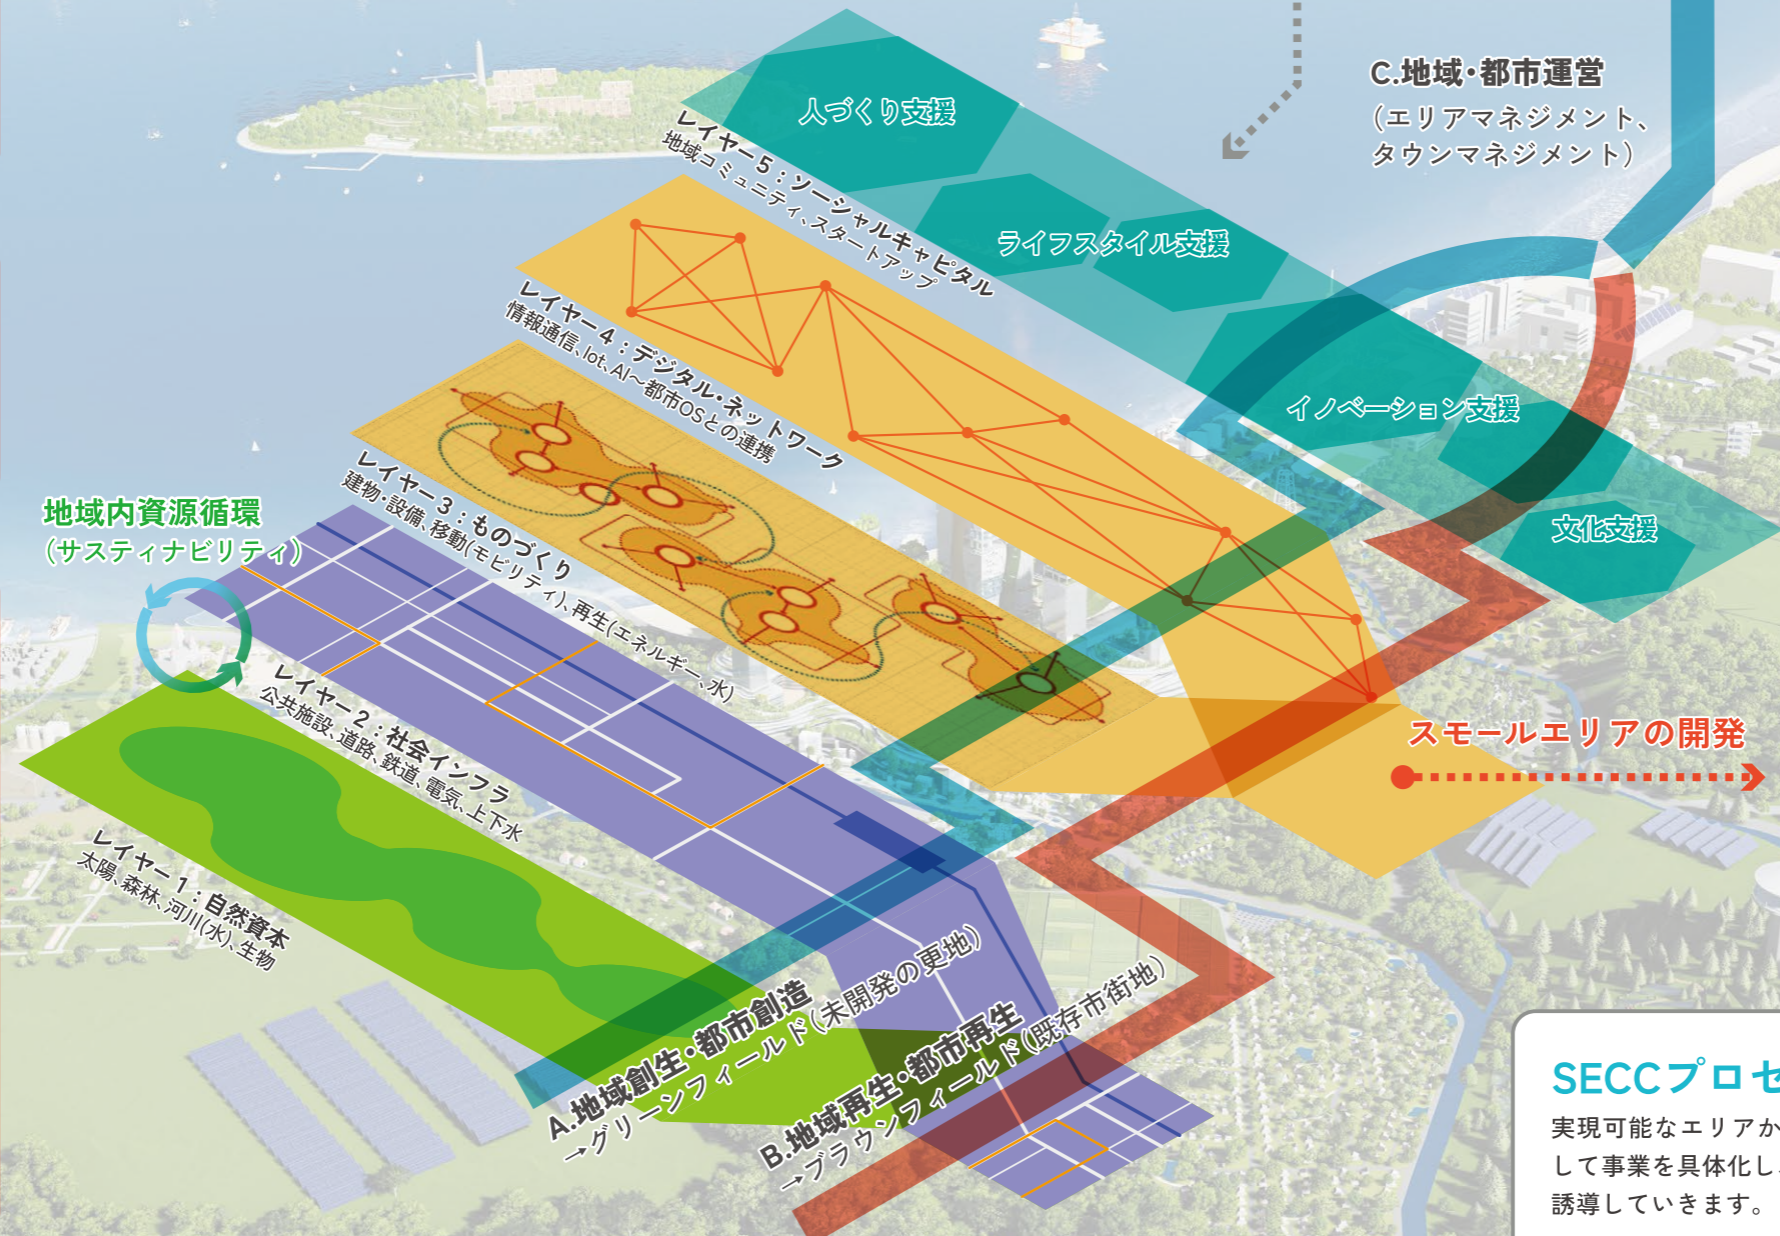 C.地域・都市運営
（エリアマネジメント、
タウンマネジメント）
人づくり支援
ライフスタイル支援
イノベーション支援
文化支援
レイヤー5：ソーシャルキャピタル
地域コミュニティ、スタートアップ
レイヤー4：デジタル・ネットワーク
情報通信、Iot、AI～都市OSとの連携
レイヤー3：ものづくり
建物・設備、移動(モビリティ)、再生(エネルギー、水)
地域内資源循環
（サスティナビリティ）
レイヤー2：社会インフラ
公共施設、道路、鉄道、電気、上下水
レイヤー1：自然資本
太陽、森林、河川(水)、生物
スモールエリアの開発
A.地域創生・都市創造
→グリーンフィールド（未開発の更地）
B.地域再生・都市再生
→ブラウンフィールド（既存市街地）
SECCプロセ
実現可能なエリアか
して事業を具体化し、
誘導していきます。